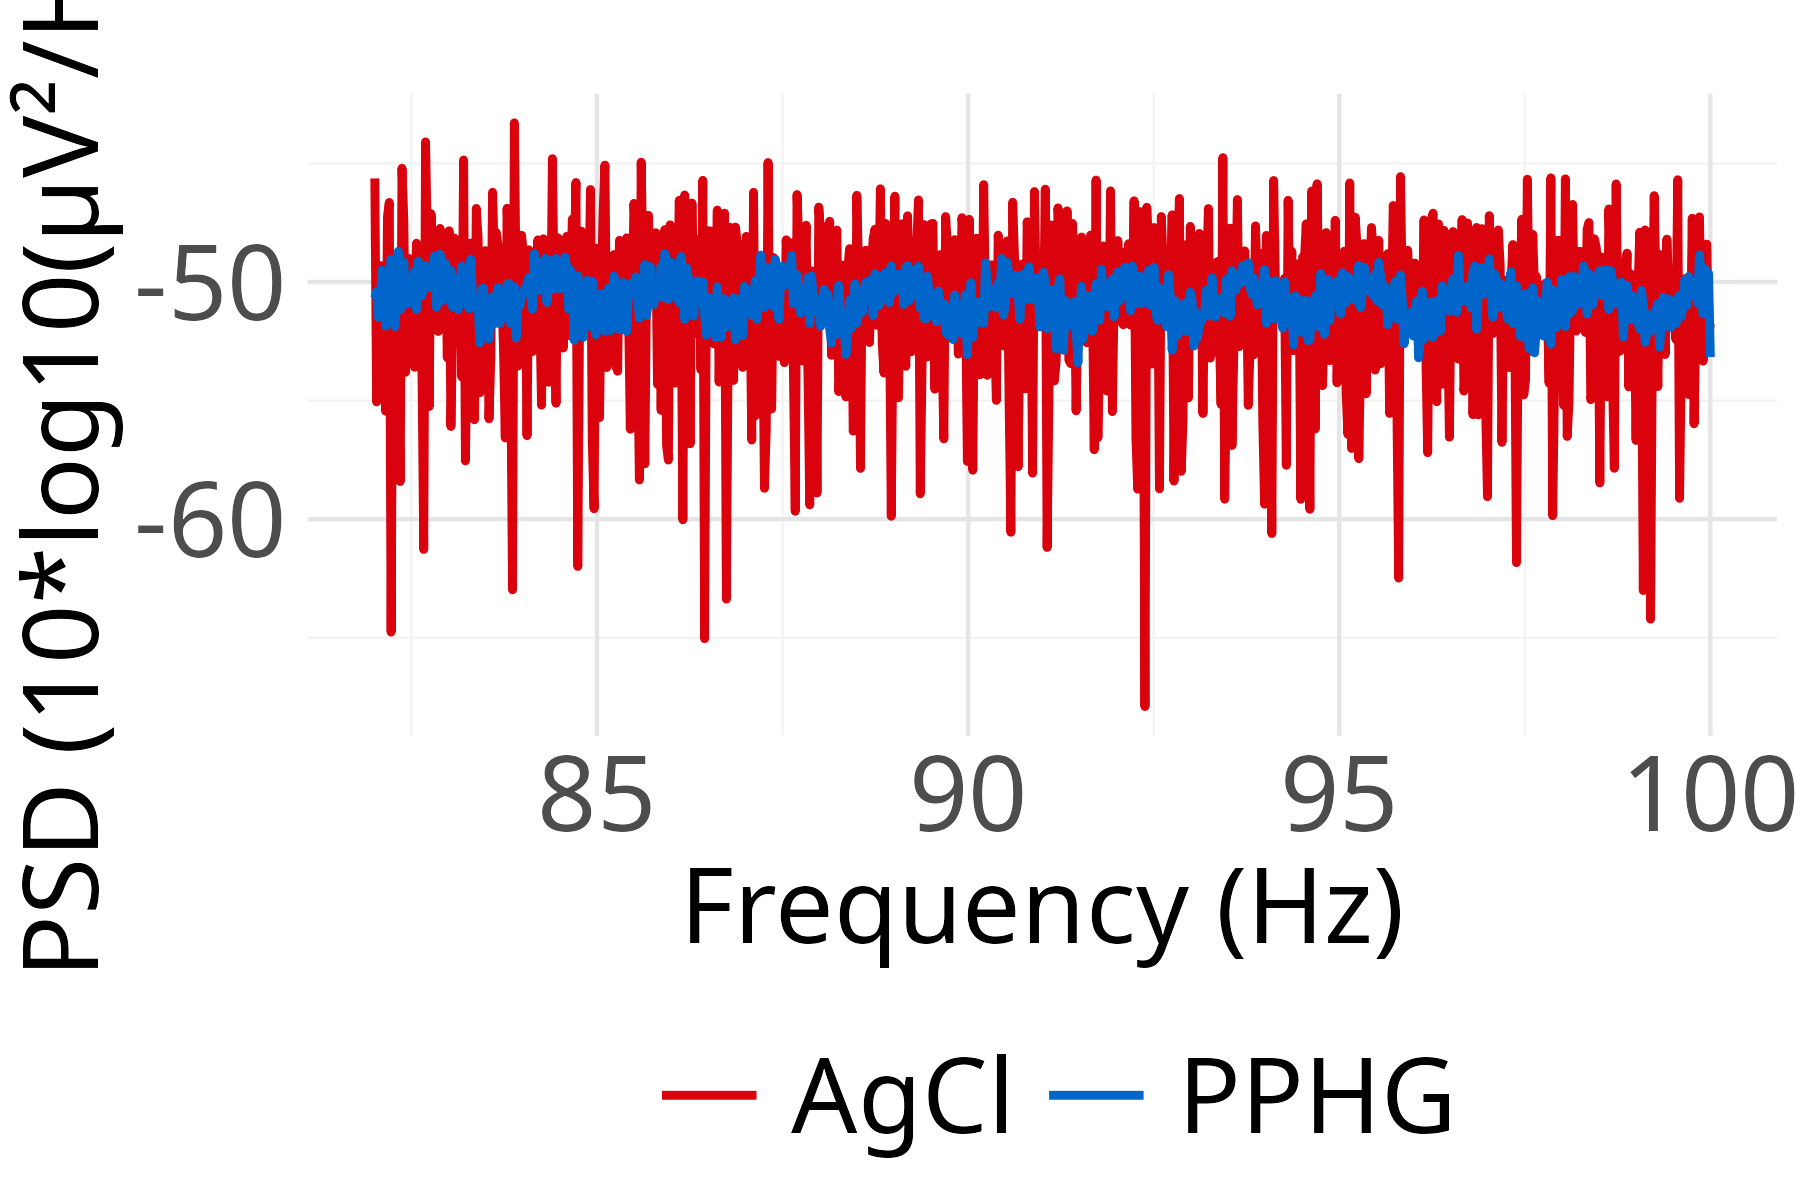 PSD (10*log10(µV²/H
-50
-60
85 90 95 100
Frequency (Hz)
AgCl PPHG